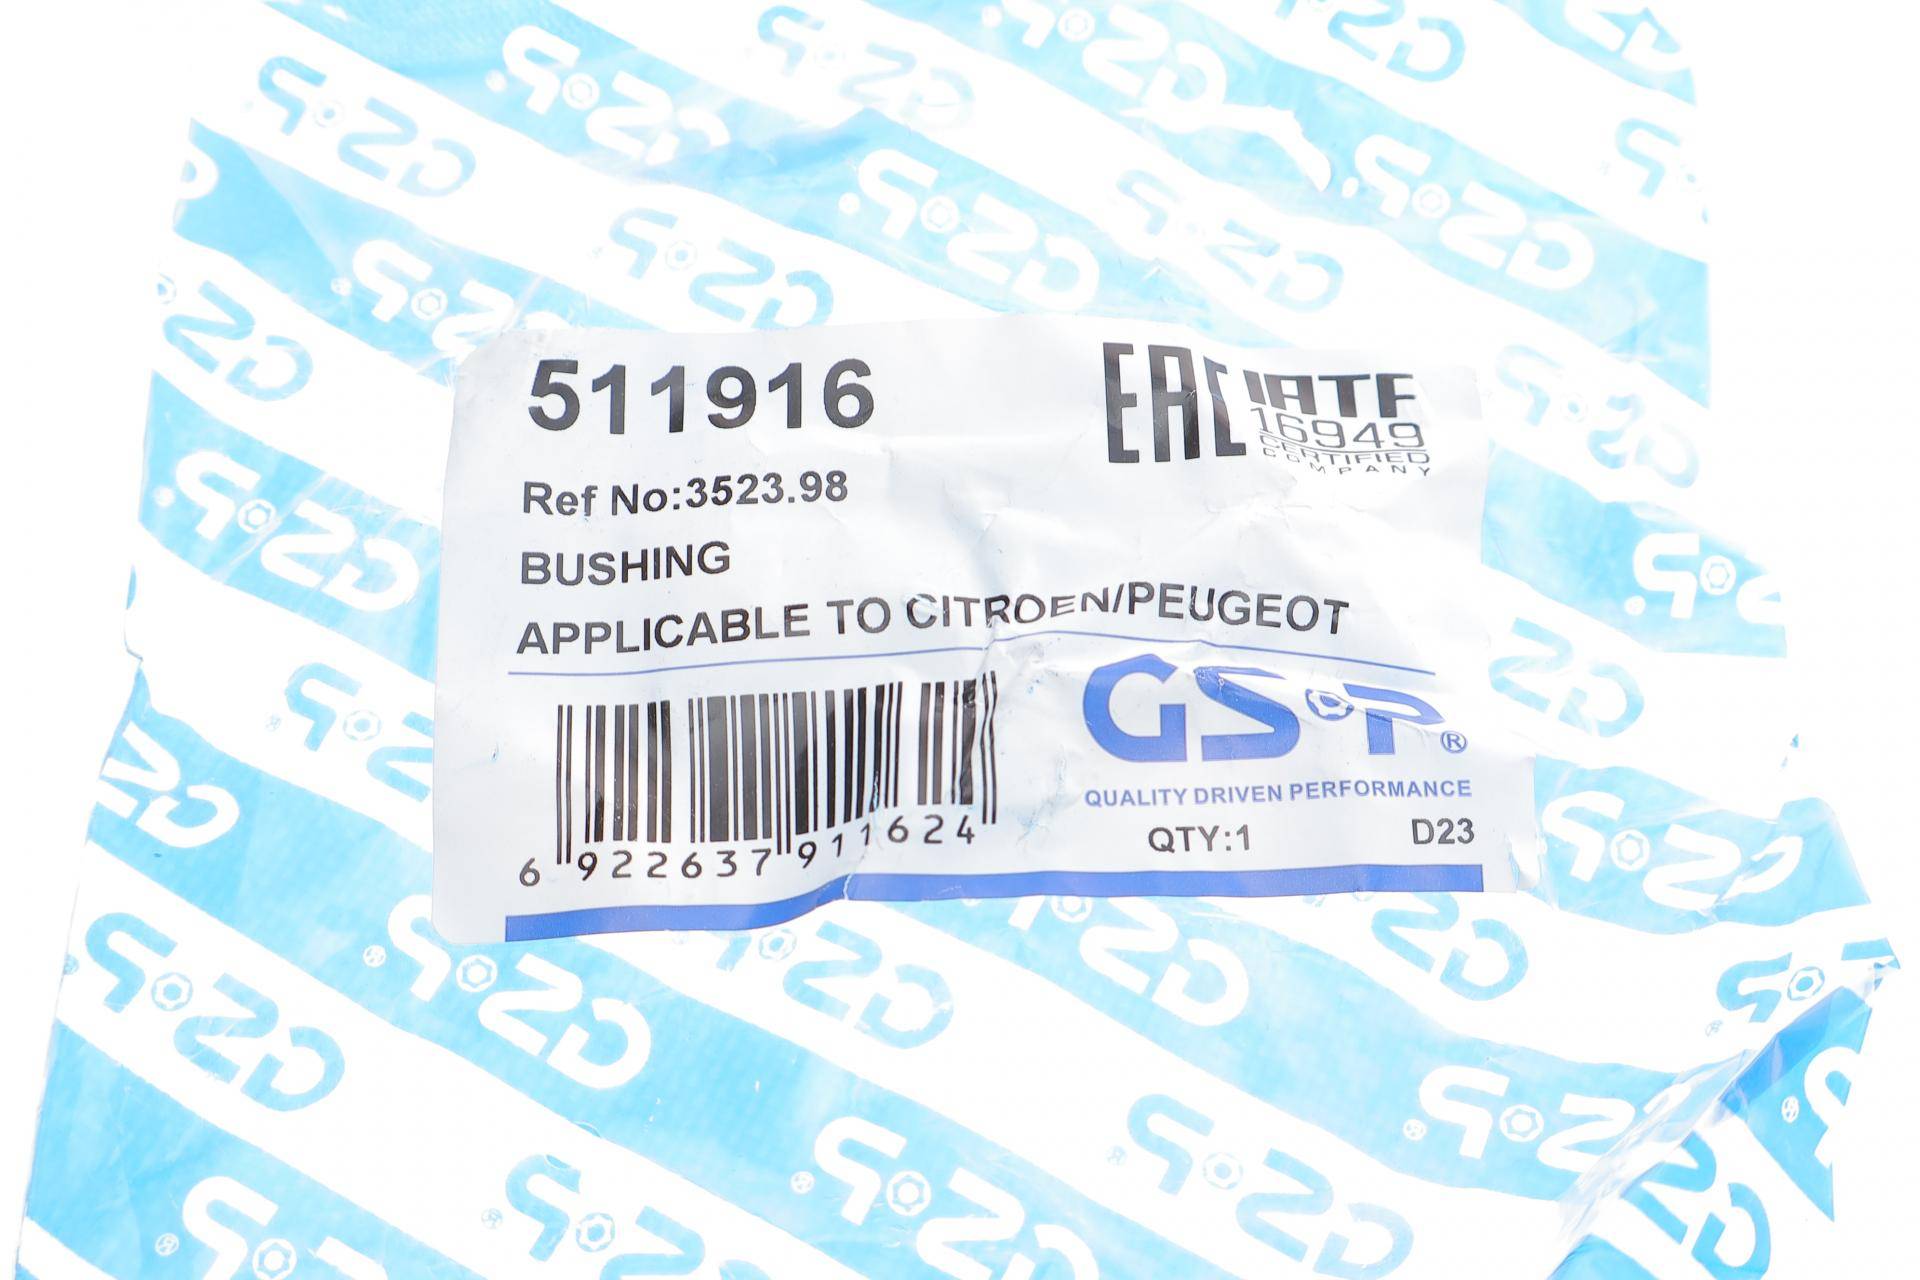 511916
EAC
IATF
16949
CERTIFIED
COMPANY
Ref No:3523.98
BUSHING
APPLICABLE TO CITROEN/PEUGEOT
GSP®
QUALITY DRIVEN PERFORMANCE
QTY:1 D23
6 922637 911624